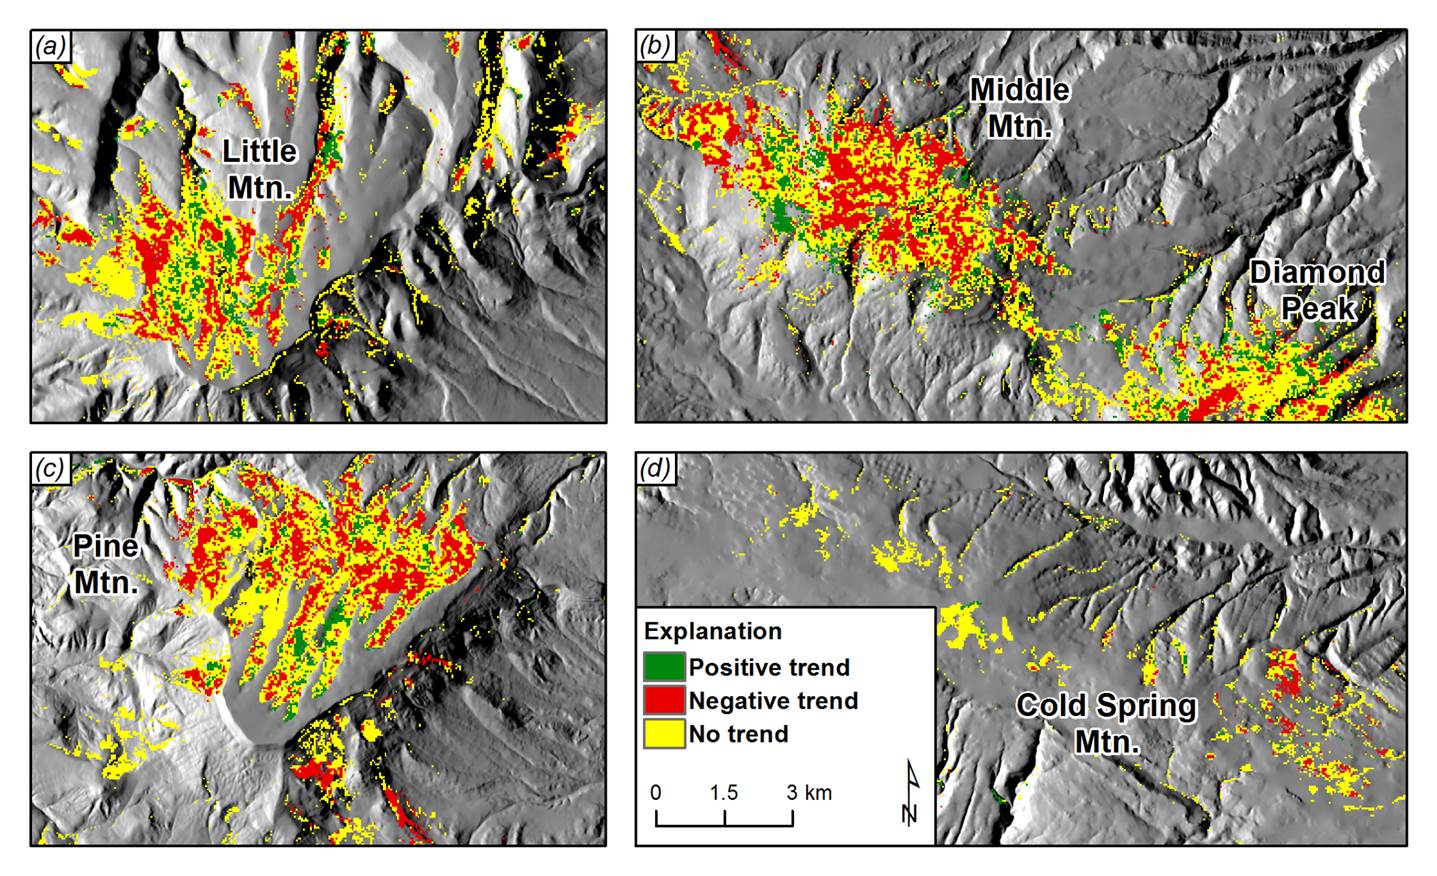 (a)
Little
Mtn.
(b)
Middle
Mtn.
Diamond
Peak
(c)
Pine
Mtn.
(d)
Cold Spring
Mtn.
Explanation
Positive trend
Negative trend
No trend
0 1.5 3 km
N